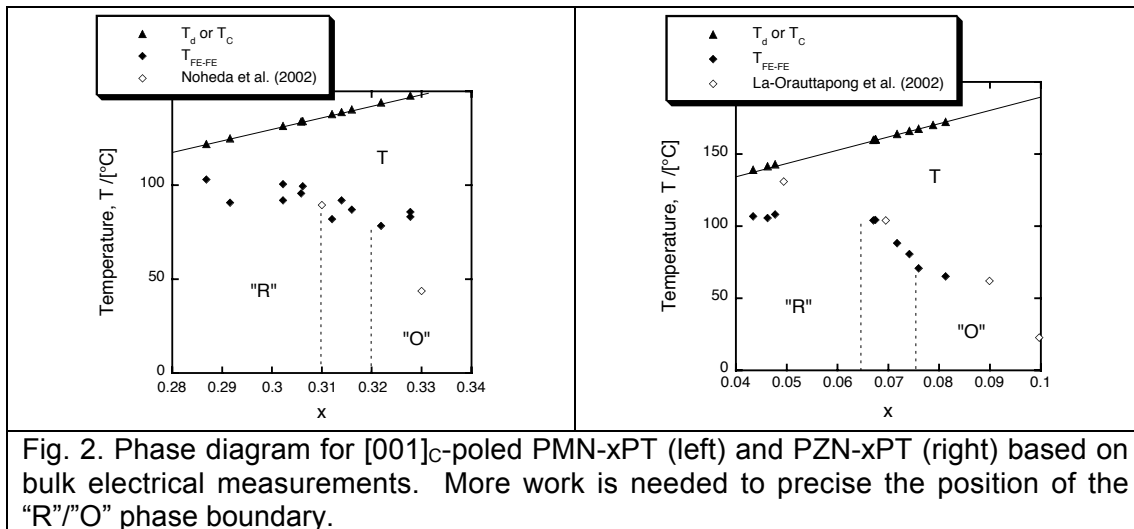 ▲ T_d or T_C
◆ T_FE-FE
◇ Noheda et al. (2002)
Temperature, T /[°C]
100
50
0
T
"R"
"O"
0.28 0.29 0.3 0.31 0.32 0.33 0.34
x
▲ T_d or T_C
◆ T_FE-FE
◇ La-Orauttapong et al. (2002)
Temperature, T /[°C]
150
100
50
0
T
"R"
"O"
0.04 0.05 0.06 0.07 0.08 0.09 0.1
x
Fig. 2. Phase diagram for [001]C-poled PMN-xPT (left) and PZN-xPT (right) based on
bulk electrical measurements. More work is needed to precise the position of the
“R”/”O” phase boundary.